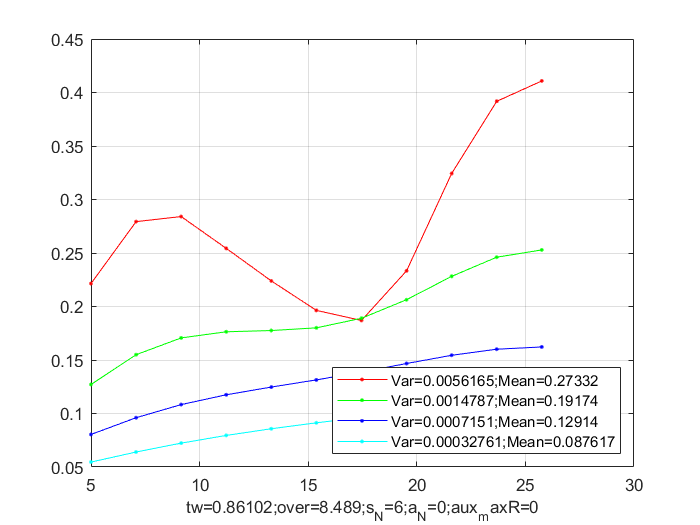 0.45
0.4
0.35
0.3
0.25
0.2
0.15
0.1
0.05
Var=0.0056165;Mean=0.27332
Var=0.0014787;Mean=0.19174
Var=0.0007151;Mean=0.12914
Var=0.00032761;Mean=0.087617
5 10 15 20 25 30
tw=0.86102;over=8.489;s_N=6;a_N=0;aux_maxR=0